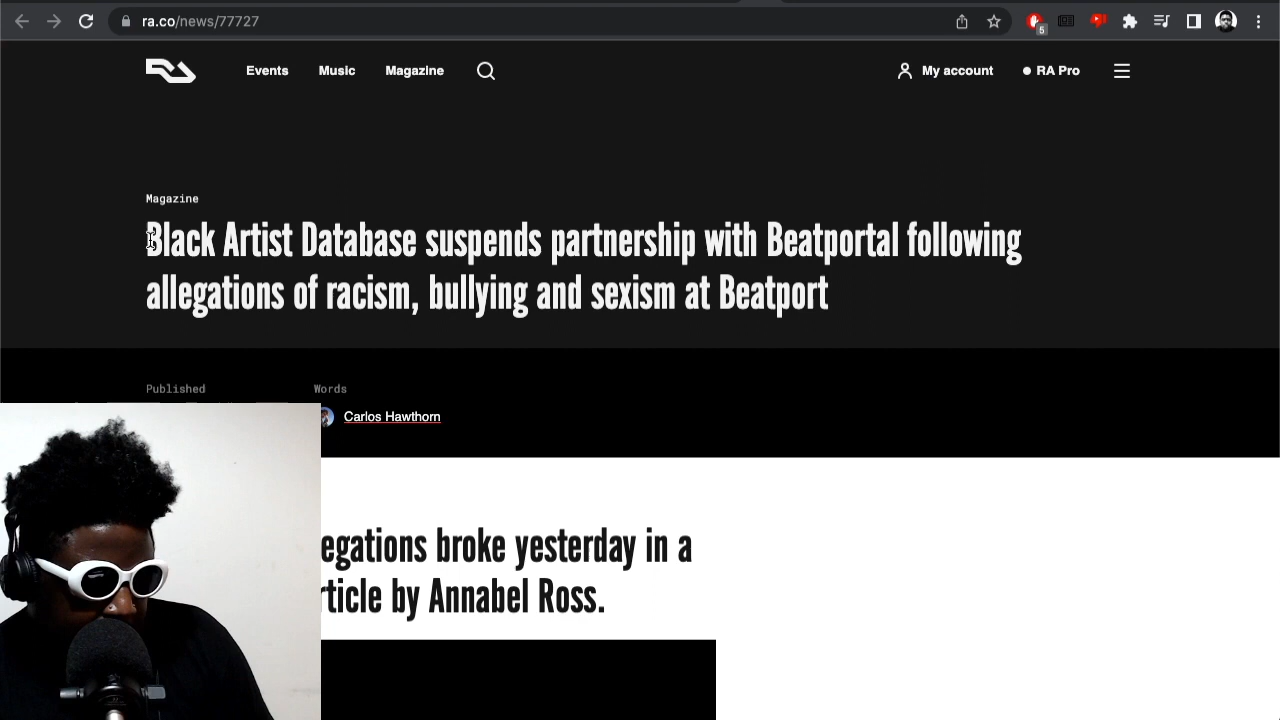 ra.co/news/77727
5
Events Music Magazine My account RA Pro
Magazine
Black Artist Database suspends partnership with Beatportal following
allegations of racism, bullying and sexism at Beatport
Published Words
Carlos Hawthorn
egations broke yesterday in a
rticle by Annabel Ross.